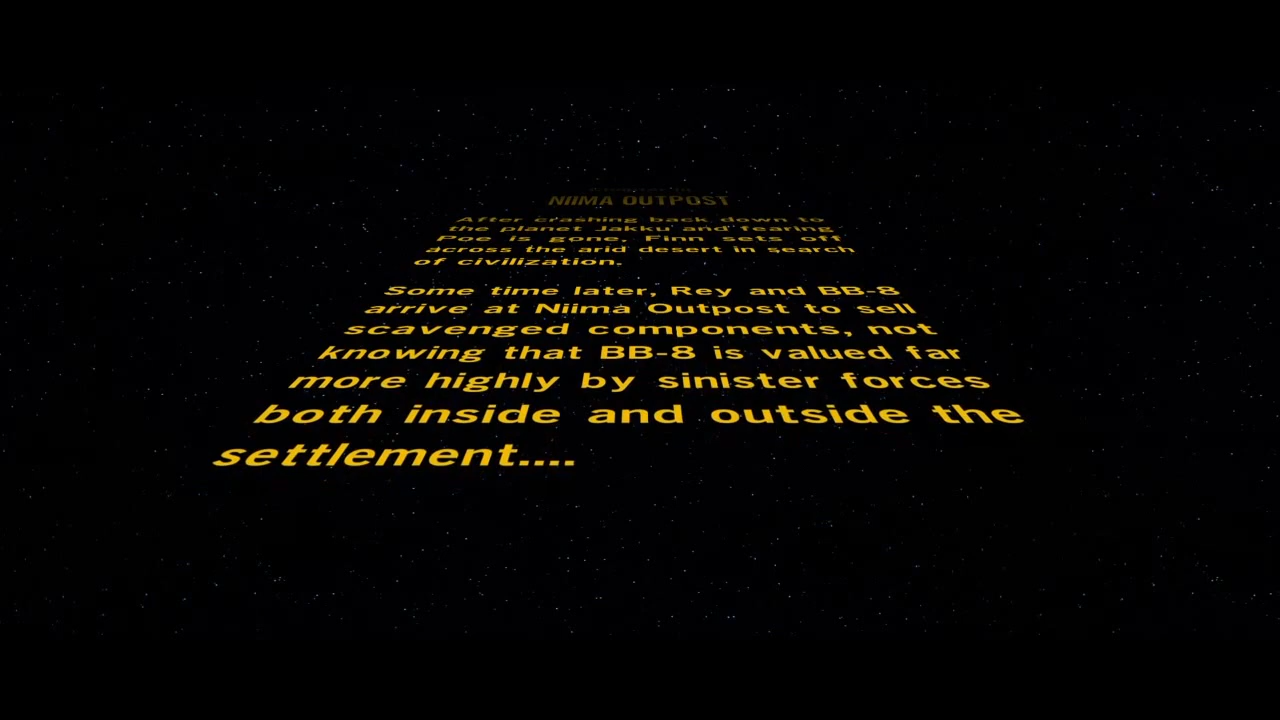 NIIMA OUTPOST
After crashing back down to
the planet Jakku and fearing
Poe is gone, Finn sets off
across the arid desert in search
of civilization.
Some time later, Rey and BB-8
arrive at Niima Outpost to sell
scavenged components, not
knowing that BB-8 is valued far
more highly by sinister forces
both inside and outside the
settlement....